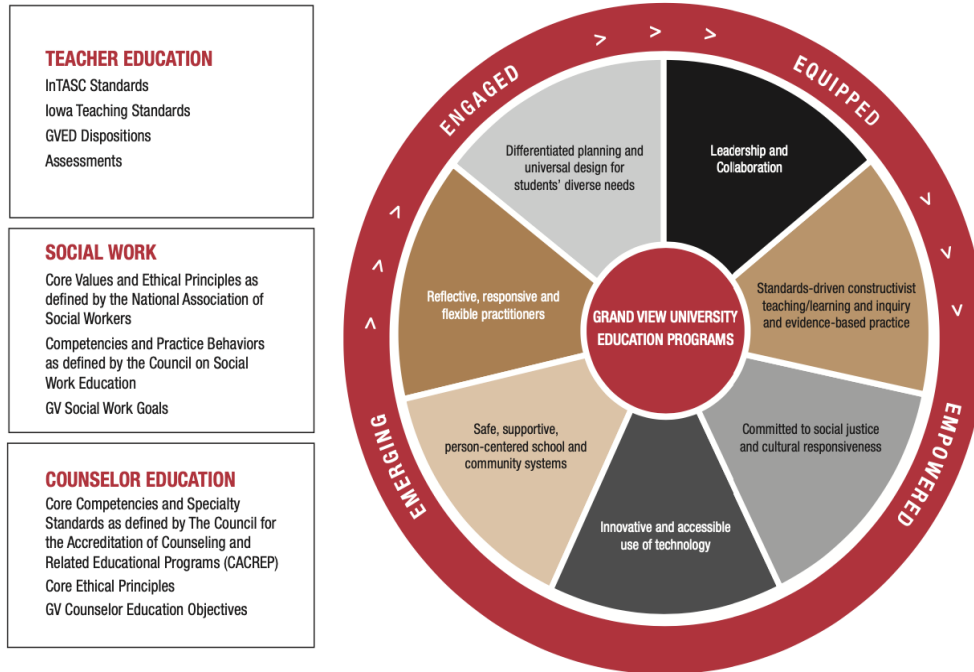 TEACHER EDUCATION
InTASC Standards
Iowa Teaching Standards
GVED Dispositions
Assessments
SOCIAL WORK
Core Values and Ethical Principles as
defined by the National Association of
Social Workers
Competencies and Practice Behaviors
as defined by the Council on Social
Work Education
GV Social Work Goals
COUNSELOR EDUCATION
Core Competencies and Specialty
Standards as defined by The Council for
the Accreditation of Counseling and
Related Educational Programs (CACREP)
Core Ethical Principles
GV Counselor Education Objectives
EMERGING
> > >
ENGAGED
> > >
EQUIPPED
> > >
EMPOWERED
Differentiated planning and
universal design for
students' diverse needs
Leadership and
Collaboration
Standards-driven constructivist
teaching/learning and inquiry
and evidence-based practice
Committed to social justice
and cultural responsiveness
Innovative and accessible
use of technology
Safe, supportive,
person-centered school and
community systems
Reflective, responsive and
flexible practitioners
GRAND VIEW UNIVERSITY
EDUCATION PROGRAMS